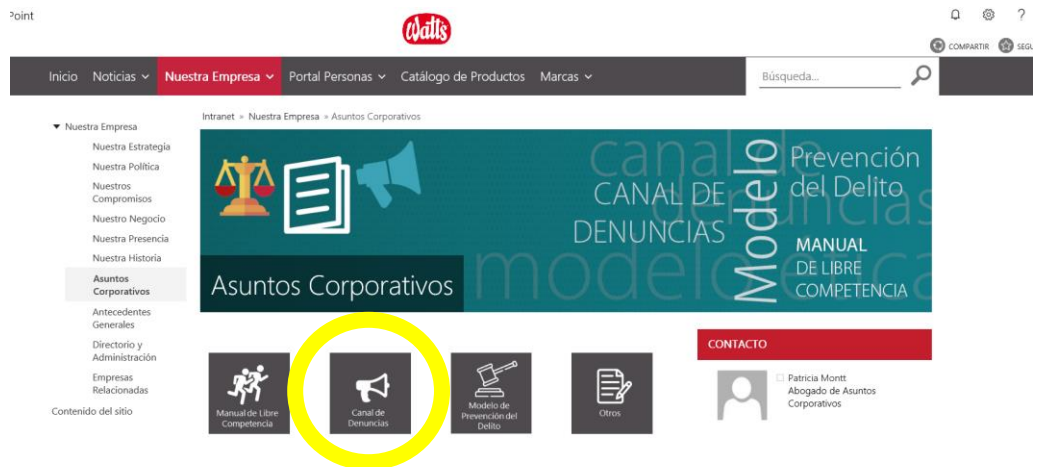 Point
Watt's
COMPARTIR SEGU
Inicio Noticias Nuestra Empresa Portal Personas Catálogo de Productos Marcas Búsqueda...
Intranet » Nuestra Empresa » Asuntos Corporativos
Nuestra Empresa
Nuestra Estrategia
Nuestra Política
Nuestros
Compromisos
Nuestro Negocio
Nuestra Presencia
Nuestra Historia
Asuntos
Corporativos
Antecedentes
Generales
Directorio y
Administración
Empresas
Relacionadas
Contenido del sitio
canal de
denuncias
modelo ética
CANAL DE
DENUNCIAS
Modelo
Prevención
del Delito
MANUAL
DE LIBRE
COMPETENCIA
Asuntos Corporativos
Manual de Libre
Competencia
Canal de
Denuncias
Modelo de
Prevención del
Delito
Otros
CONTACTO
Patricia Montt
Abogado de Asuntos
Corporativos